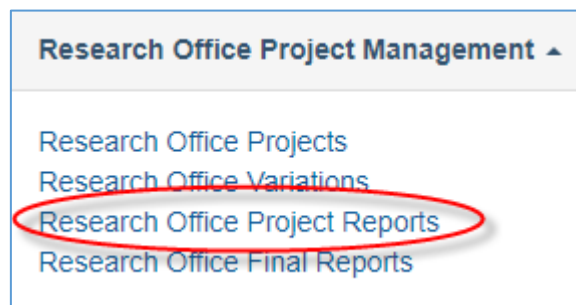 Research Office Project Management
Research Office Projects
Research Office Variations
Research Office Project Reports
Research Office Final Reports